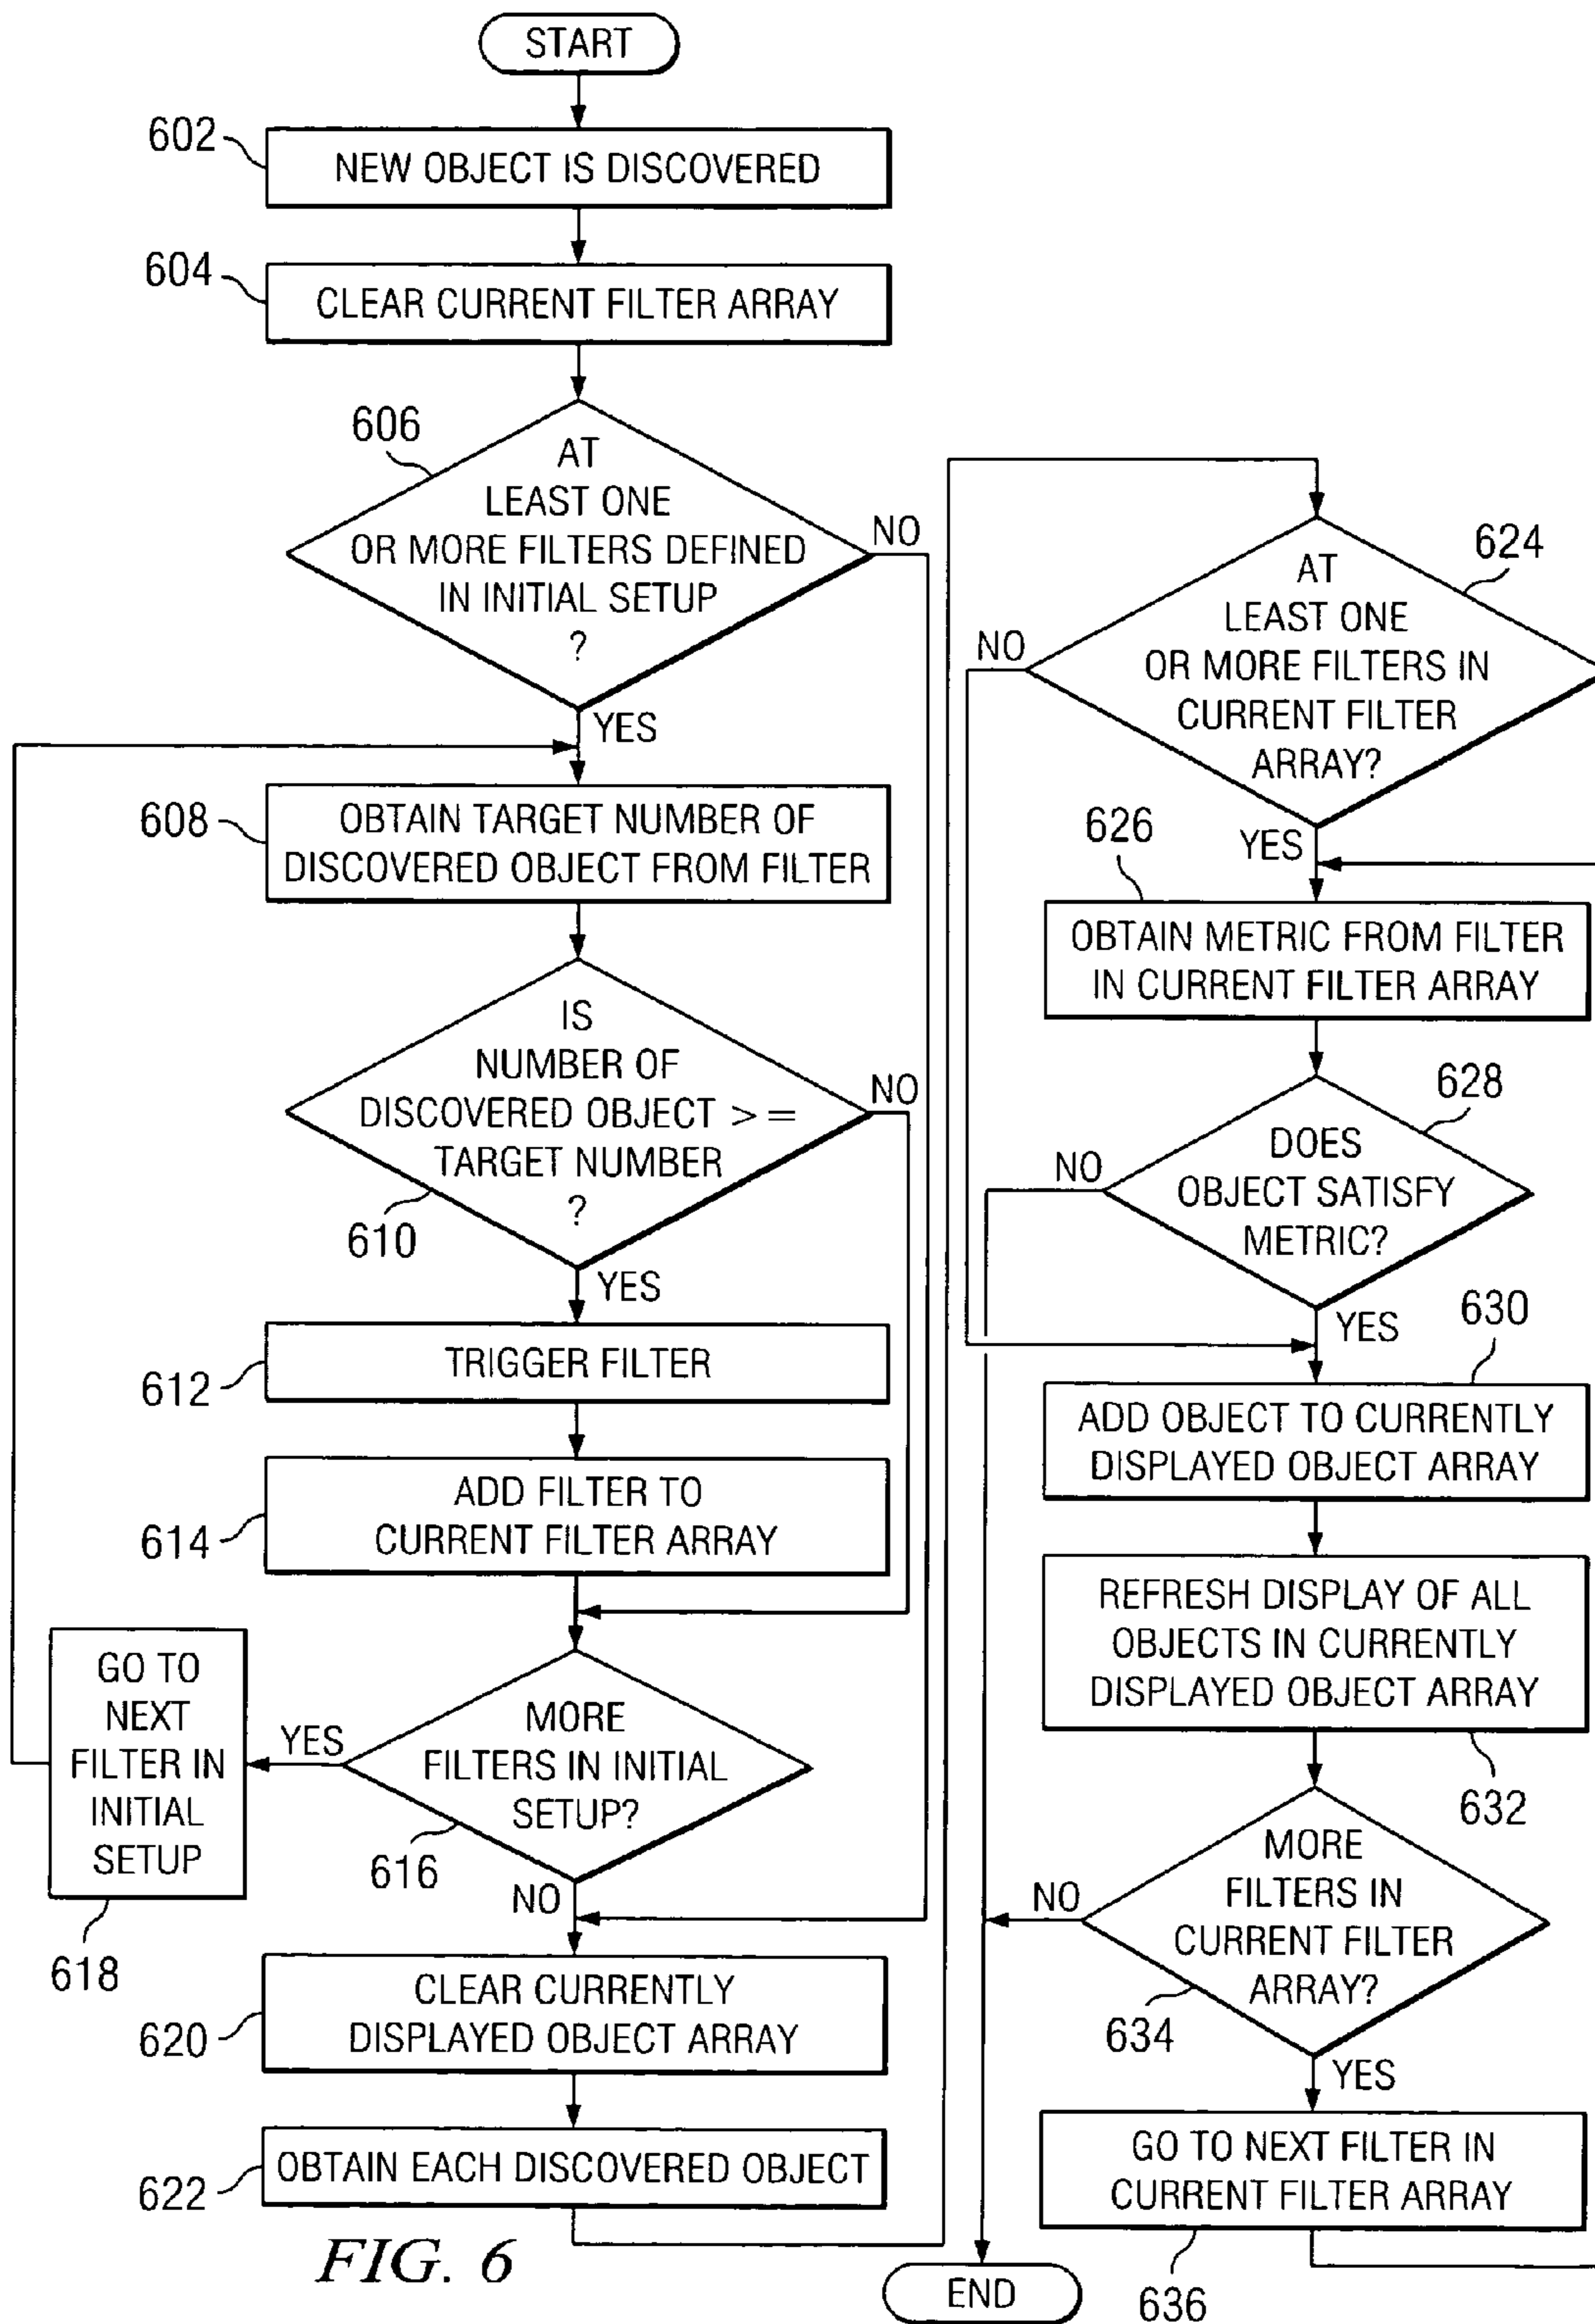 START
602
NEW OBJECT IS DISCOVERED
604
CLEAR CURRENT FILTER ARRAY
606
AT
LEAST ONE
OR MORE FILTERS DEFINED
IN INITIAL SETUP
?
NO
YES
608
OBTAIN TARGET NUMBER OF
DISCOVERED OBJECT FROM FILTER
IS
NUMBER OF
DISCOVERED OBJECT > =
TARGET NUMBER
?
NO
610
YES
612
TRIGGER FILTER
614
ADD FILTER TO
CURRENT FILTER ARRAY
GO TO
NEXT
FILTER IN
INITIAL
SETUP
618
YES
MORE
FILTERS IN INITIAL
SETUP?
616
NO
620
CLEAR CURRENTLY
DISPLAYED OBJECT ARRAY
622
OBTAIN EACH DISCOVERED OBJECT
624
AT
LEAST ONE
OR MORE FILTERS IN
CURRENT FILTER
ARRAY?
NO
YES
626
OBTAIN METRIC FROM FILTER
IN CURRENT FILTER ARRAY
628
DOES
OBJECT SATISFY
METRIC?
NO
YES
630
ADD OBJECT TO CURRENTLY
DISPLAYED OBJECT ARRAY
REFRESH DISPLAY OF ALL
OBJECTS IN CURRENTLY
DISPLAYED OBJECT ARRAY
632
MORE
FILTERS IN
CURRENT FILTER
ARRAY?
NO
634
YES
GO TO NEXT FILTER IN
CURRENT FILTER ARRAY
636
END
FIG. 6